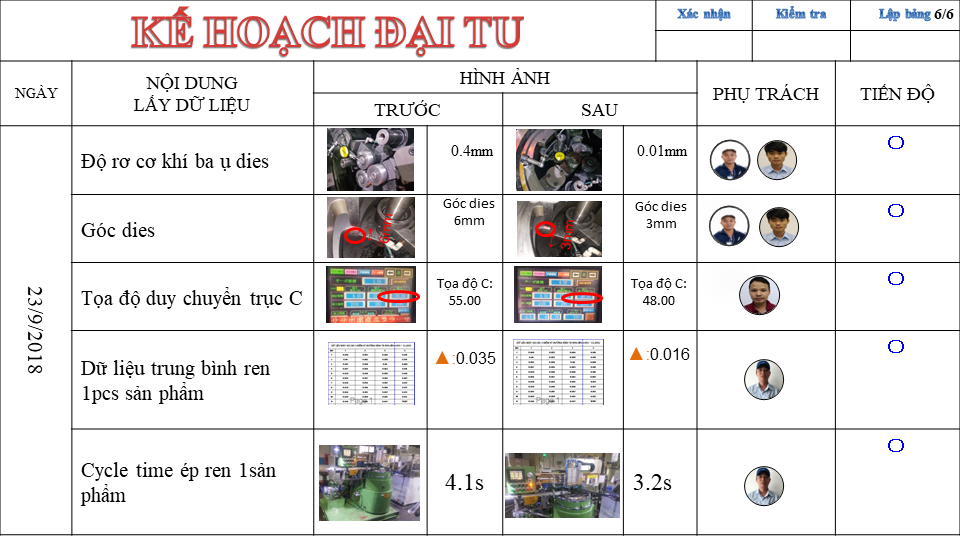 KẾ HOẠCH ĐẠI TU
Xác nhận
Kiểm tra
Lập bảng 6/6
NGÀY
NỘI DUNG
LẤY DỮ LIỆU
HÌNH ẢNH
TRƯỚC
SAU
PHỤ TRÁCH
TIẾN ĐỘ
23/9/2018
Độ rơ cơ khí ba ụ dies
0.4mm
0.01mm
O
Góc dies
6mm
Góc dies
6mm
3mm
Góc dies
3mm
O
Tọa độ duy chuyển trục C
Tọa độ C:
55.00
Tọa độ C:
48.00
O
Dữ liệu trung bình ren
1pcs sản phẩm
▲:0.035
▲:0.016
O
Cycle time ép ren 1sản
phẩm
4.1s
3.2s
O